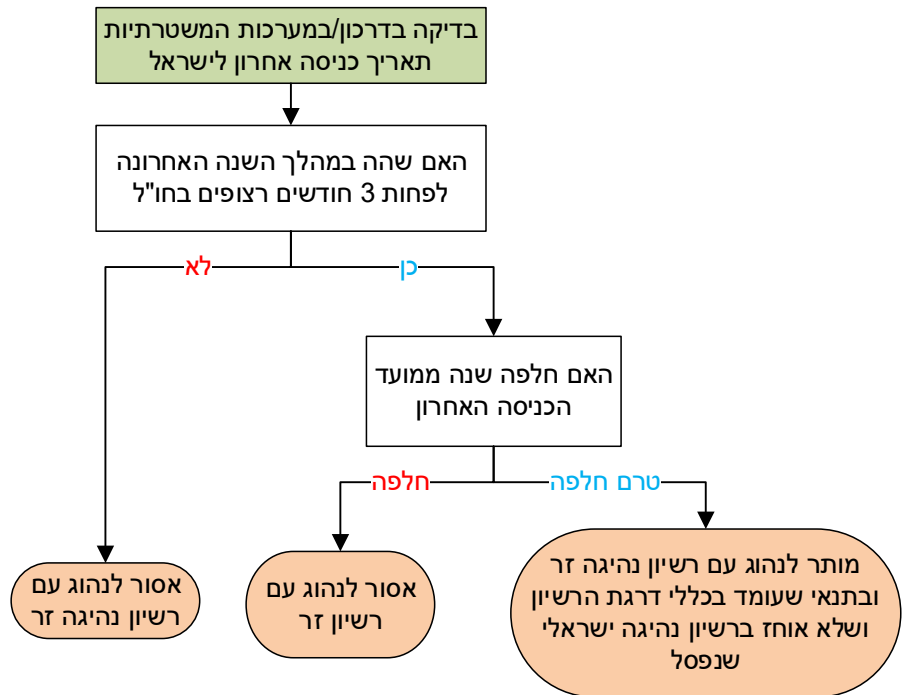 בדיקה בדרכון/במערכות המשטרתיות
תאריך כניסה אחרון לישראל
האם שהה במהלך השנה האחרונה
לפחות 3 חודשים רצופים בחו"ל
לא
כן
האם חלפה שנה ממועד
הכניסה האחרון
חלפה
טרם חלפה
אסור לנהוג עם
רשיון נהיגה זר
אסור לנהוג עם
רשיון זר
מותר לנהוג עם רשיון נהיגה זר
ובתנאי שעומד בכללי דרגת הרשיון
ושלא אוחז ברשיון נהיגה ישראלי
שנפסל